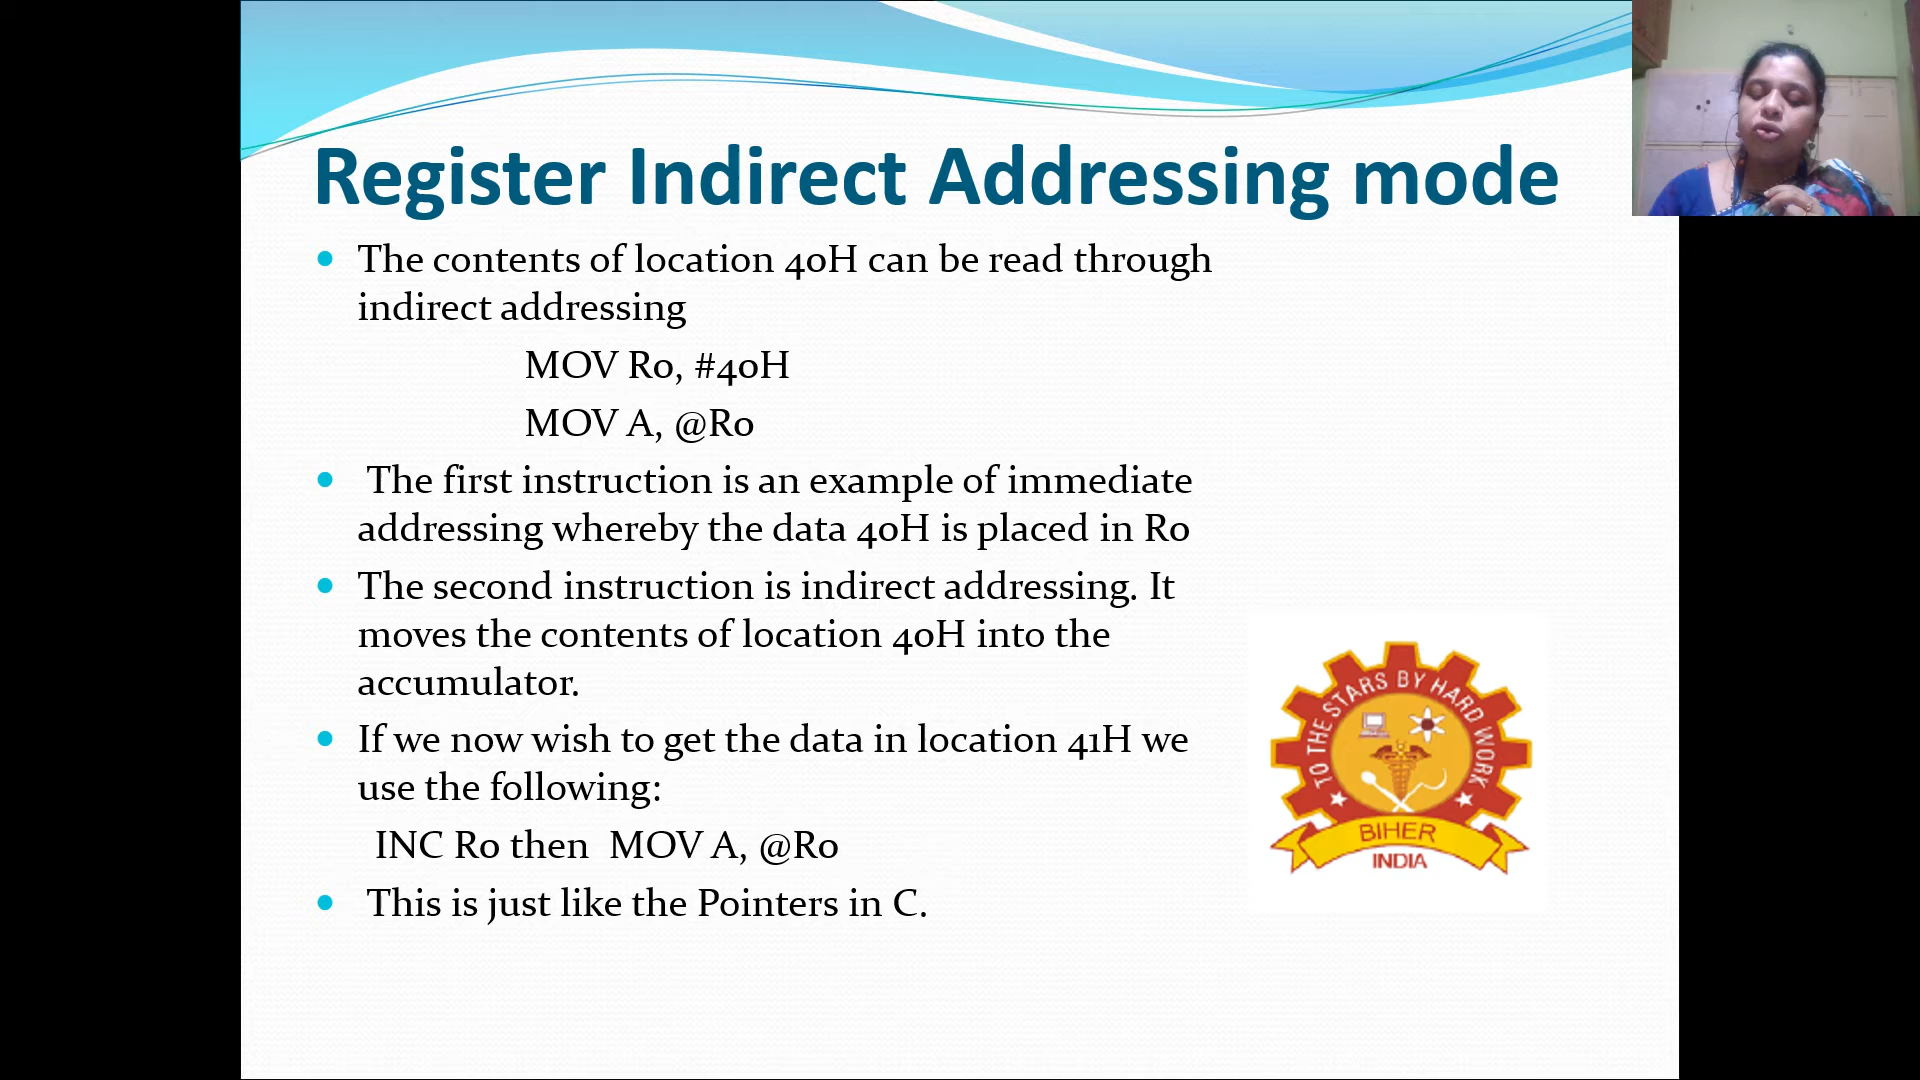 Register Indirect Addressing mode
The contents of location 40H can be read through
indirect addressing
MOV R0, #40H
MOV A, @R0
The first instruction is an example of immediate
addressing whereby the data 40H is placed in R0
The second instruction is indirect addressing. It
moves the contents of location 40H into the
accumulator.
If we now wish to get the data in location 41H we
use the following:
INC R0 then MOV A, @R0
This is just like the Pointers in C.
TO THE STARS BY HARD WORK
BIHER
INDIA